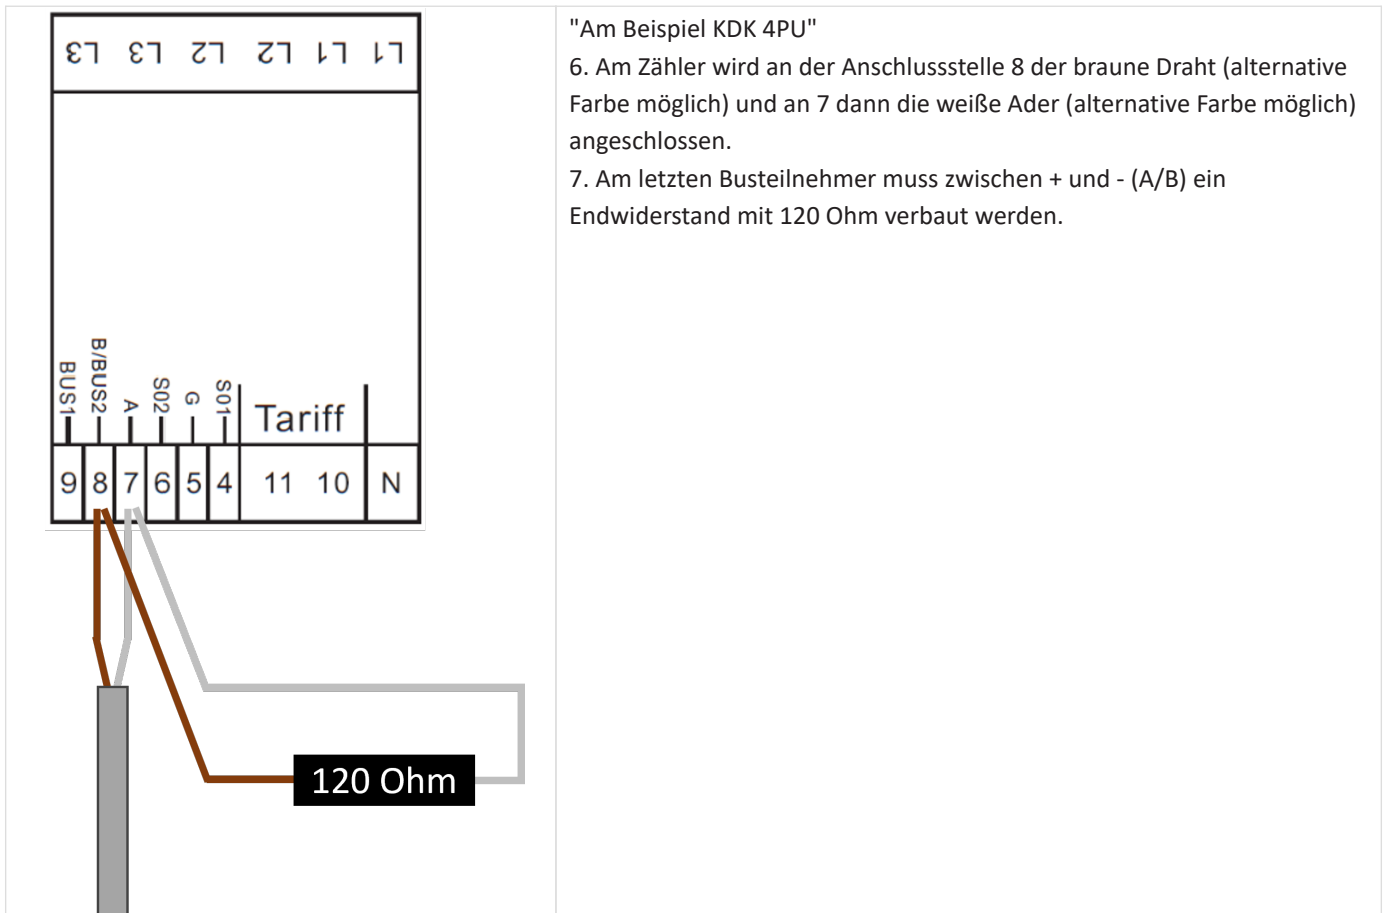 L3 L3 L2 L2 L1 L1
BUS1
B/BUS2
A
S02
G
S01
Tariff
9 8 7 6 5 4 11 10 N
120 Ohm
"Am Beispiel KDK 4PU"
6. Am Zähler wird an der Anschlussstelle 8 der braune Draht (alternative
Farbe möglich) und an 7 dann die weiße Ader (alternative Farbe möglich)
angeschlossen.
7. Am letzten Busteilnehmer muss zwischen + und - (A/B) ein
Endwiderstand mit 120 Ohm verbaut werden.